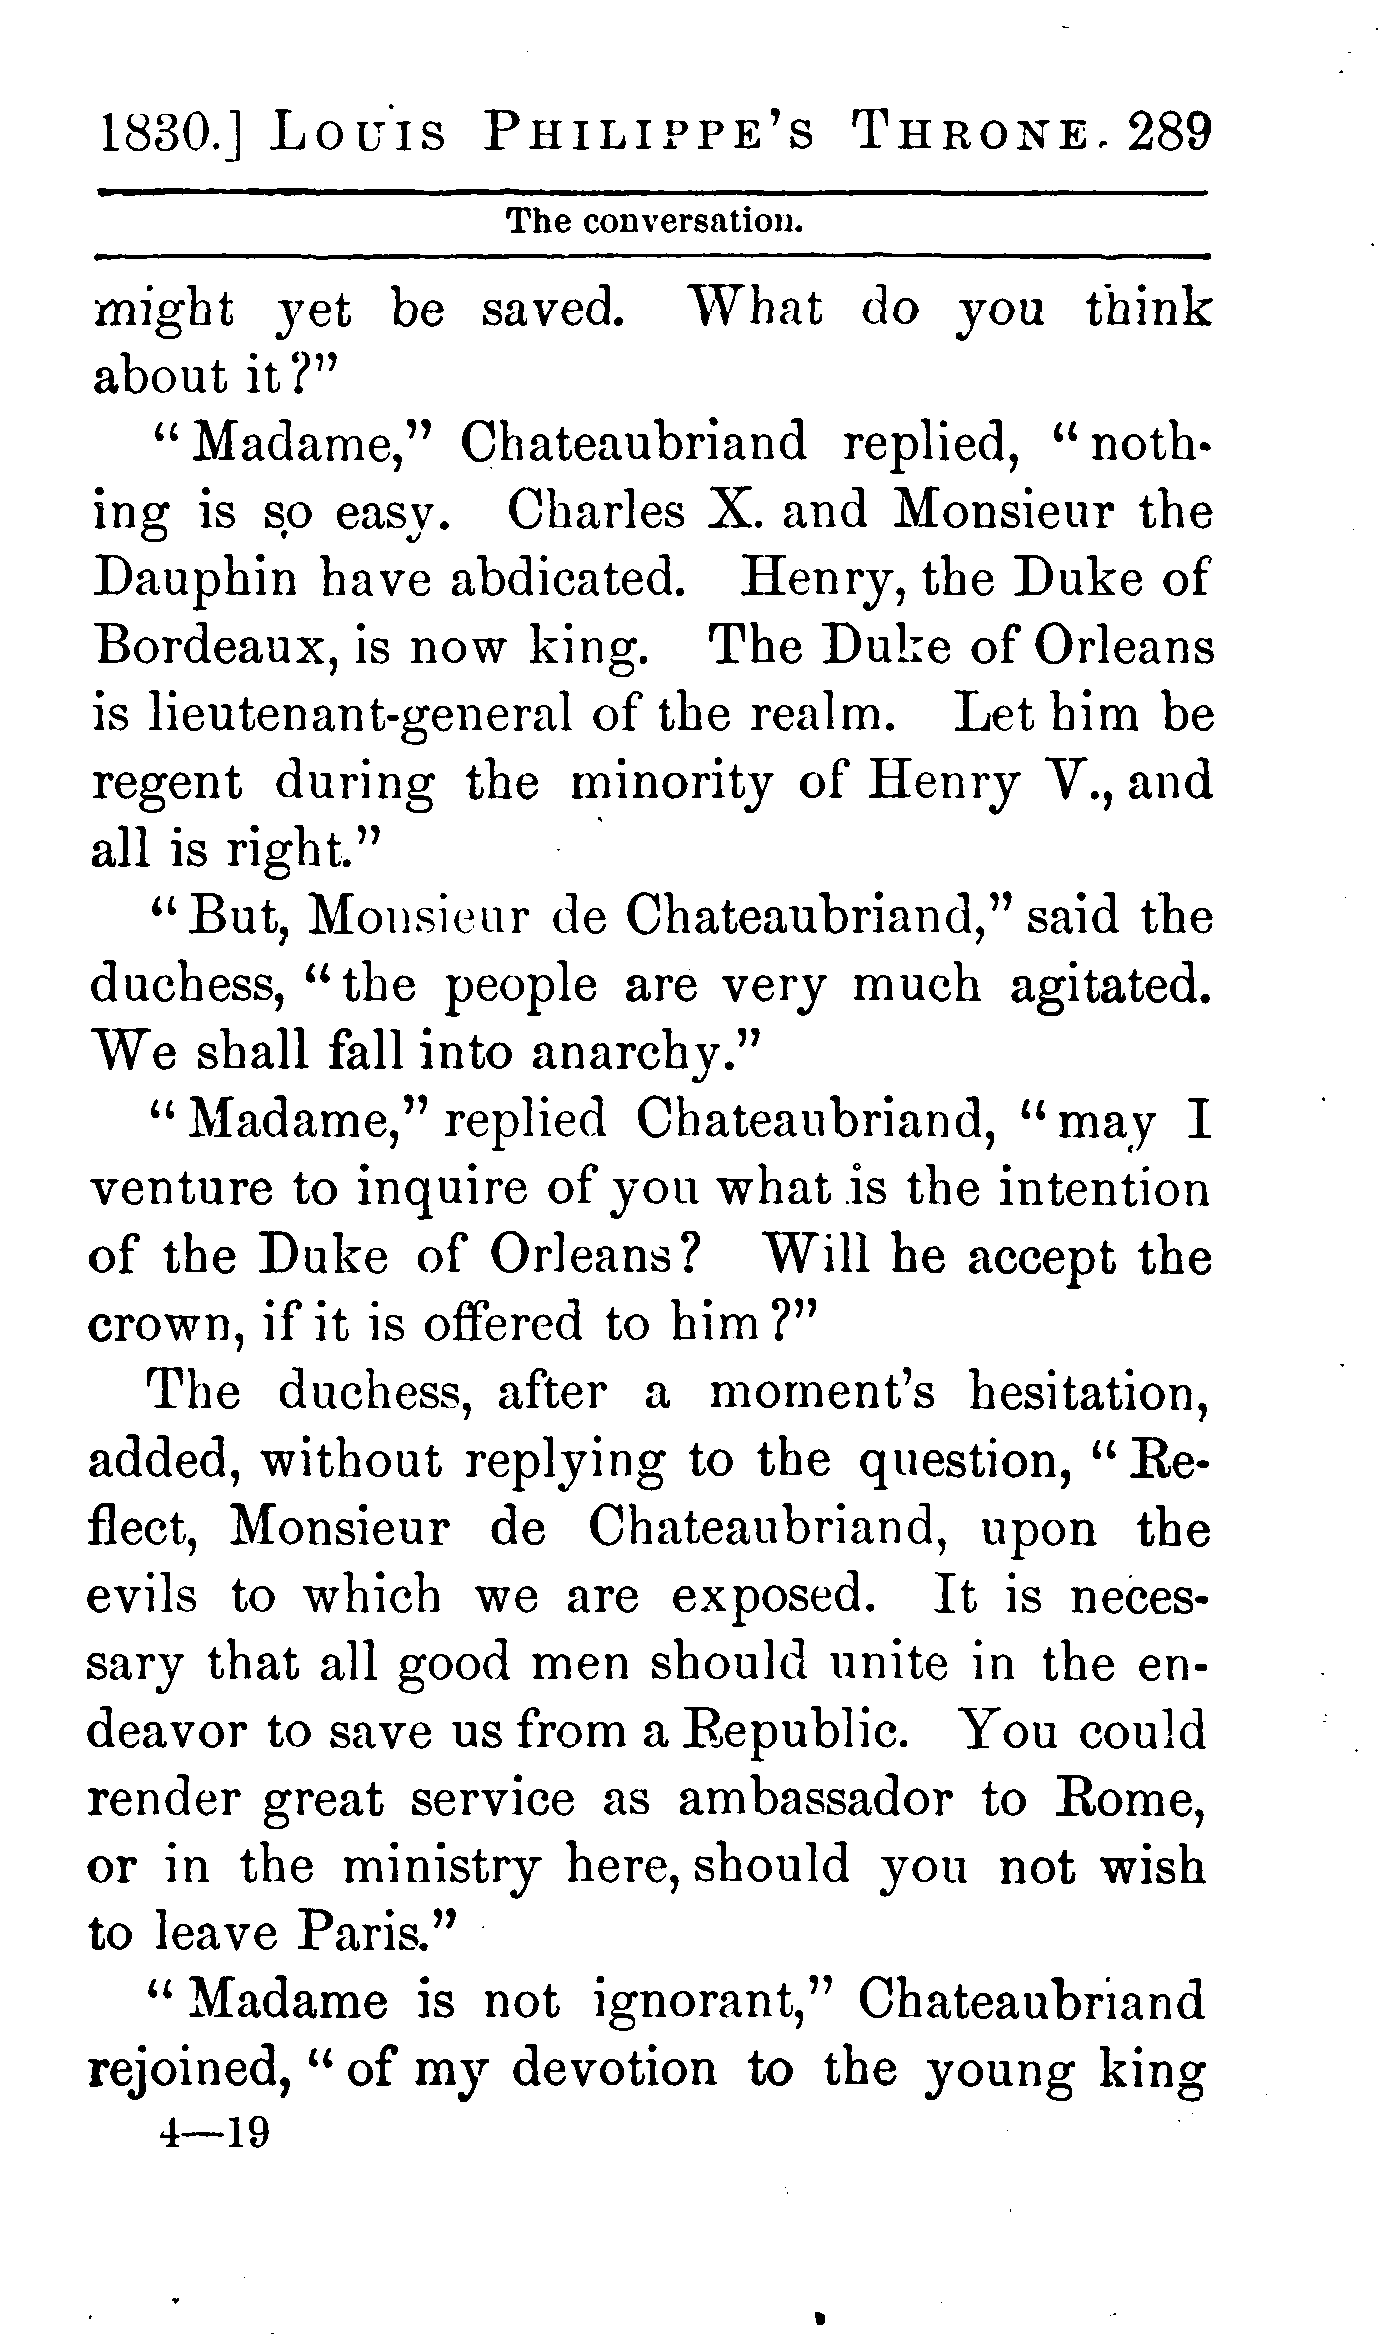 1830.] LOUIS PHILIPPE'S THRONE. 289
The conversation.
might yet be saved. What do you think
about it?"
"Madame," Chateaubriand replied, "noth-
ing is so easy. Charles X. and Monsieur the
Dauphin have abdicated. Henry, the Duke of
Bordeaux, is now king. The Duke of Orleans
is lieutenant-general of the realm. Let him be
regent during the minority of Henry V., and
all is right."
"But, Monsieur de Chateaubriand," said the
duchess, "the people are very much agitated.
We shall fall into anarchy."
"Madame," replied Chateaubriand, "may I
venture to inquire of you what is the intention
of the Duke of Orleans? Will he accept the
crown, if it is offered to him?"
The duchess, after a moment's hesitation,
added, without replying to the question, "Re-
flect, Monsieur de Chateaubriand, upon the
evils to which we are exposed. It is neces-
sary that all good men should unite in the en-
deavor to save us from a Republic. You could
render great service as ambassador to Rome,
or in the ministry here, should you not wish
to leave Paris."
"Madame is not ignorant," Chateaubriand
rejoined, "of my devotion to the young king
4—19